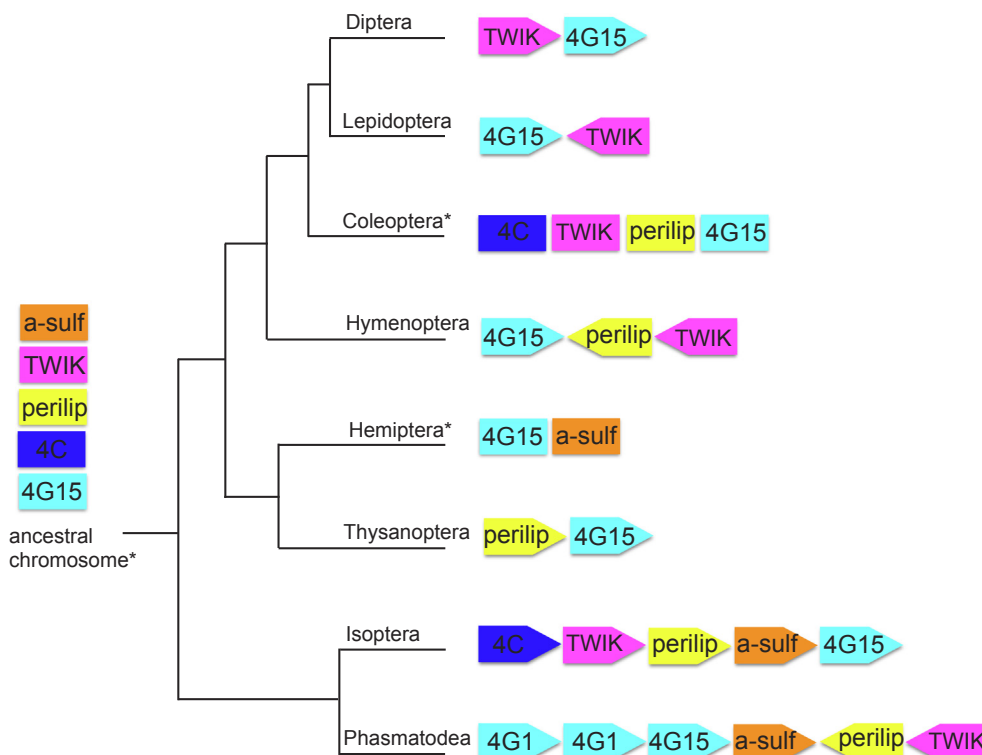 Diptera
TWIK 4G15
Lepidoptera
4G15 TWIK
Coleoptera*
4C TWIK perilip 4G15
Hymenoptera
4G15 perilip TWIK
a-sulf
TWIK
perilip
4C
4G15
ancestral
chromosome*
Hemiptera*
4G15 a-sulf
Thysanoptera
perilip 4G15
Isoptera
4C TWIK perilip a-sulf 4G15
Phasmatodea
4G1 4G1 4G15 a-sulf perilip TWIK